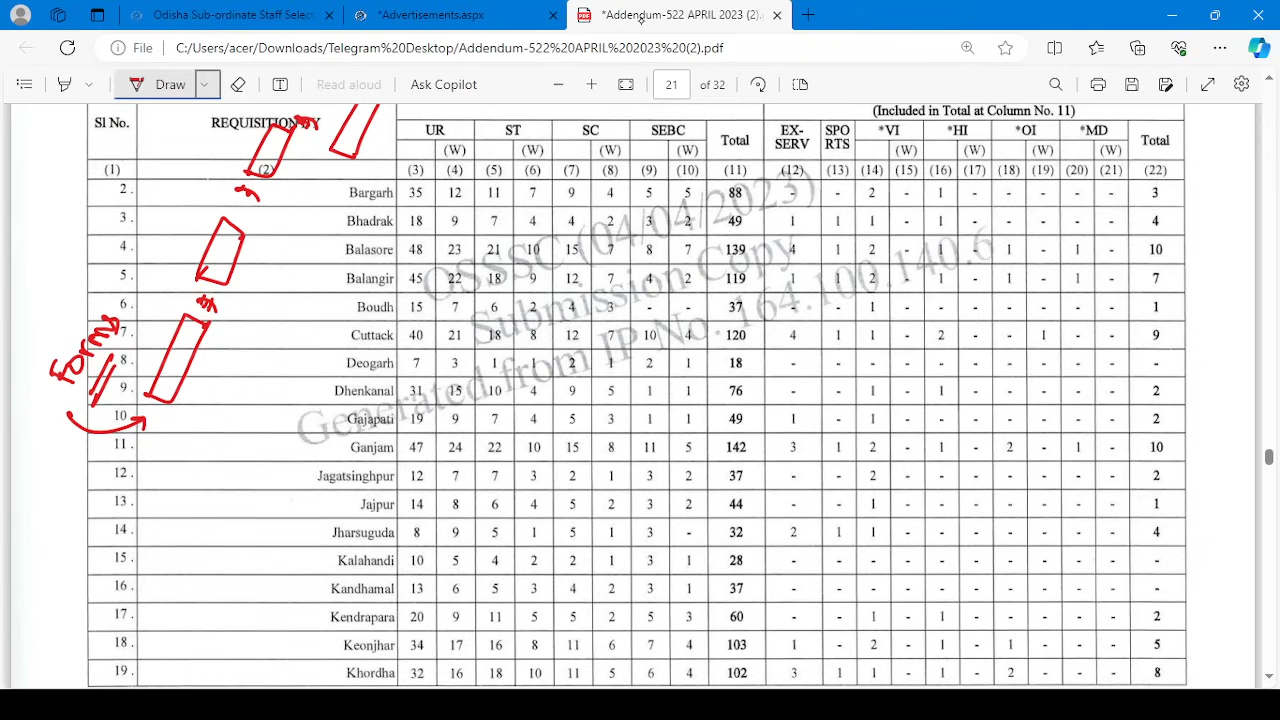 Odisha Sub-ordinate Staff Select
*Advertisements.aspx
*Addendum-522 APRIL 2023 (2).
File C:/Users/acer/Downloads/Telegram%20Desktop/Addendum-522%20APRIL%202023%20(2).pdf
Draw Read aloud Ask Copilot 21 of 32
(Included in Total at Column No. 11)
Sl No. REQUISITION BY UR ST SC SEBC Total EX-SERV SPORTS *VI *HI *OI *MD Total
(W) (W) (W) (W) (W) (W) (W) (W)
(1) (2) (3) (4) (5) (6) (7) (8) (9) (10) (11) (12) (13) (14) (15) (16) (17) (18) (19) (20) (21) (22)
2. Bargarh 35 12 11 7 9 4 5 5 88 - - 2 - 1 - - - - - 3
3. Bhadrak 18 9 7 4 4 2 3 2 49 1 1 1 - 1 - - - - - 4
4. Balasore 48 23 21 10 15 7 8 7 139 4 1 2 - 1 - 1 - 1 - 10
5. Balangir 45 22 18 9 12 7 4 2 119 1 1 2 - 1 - 1 - 1 - 7
6. Boudh 15 7 6 2 4 3 - - 37 - - 1 - - - - - - - 1
7. Cuttack 40 21 18 8 12 7 10 4 120 4 1 1 - 2 - - 1 - - 9
8. Deogarh 7 3 1 1 2 1 2 1 18 - - - - - - - - - - -
9. Dhenkanal 31 15 10 4 9 5 1 1 76 - - 1 - 1 - - - - - 2
10 Gajapati 19 9 7 4 5 3 1 1 49 1 - 1 - - - - - - - 2
11. Ganjam 47 24 22 10 15 8 11 5 142 3 1 2 - 1 - 2 - 1 - 10
12. Jagatsinghpur 12 7 7 3 2 1 3 2 37 - - 2 - - - - - - - 2
13. Jajpur 14 8 6 4 5 2 3 2 44 - - 1 - - - - - - - 1
14. Jharsuguda 8 9 5 1 5 1 3 - 32 2 1 1 - - - - - - - 4
15. Kalahandi 10 5 4 2 2 1 3 1 28 - - - - - - - - - - -
16. Kandhamal 13 6 5 3 4 2 3 1 37 - - - - - - - - - - -
17. Kendrapara 20 9 11 5 5 2 5 3 60 - - 1 - 1 - - - - - 2
18. Keonjhar 34 17 16 8 11 6 7 4 103 1 - 2 - 1 - 1 - - - 5
19. Khordha 32 16 18 10 11 5 6 4 102 3 1 1 - 1 - 2 - - - 8
OSSSC (04/04/2023)
Submission Copy
Generated from IP No. 164.100.140.6
Forms